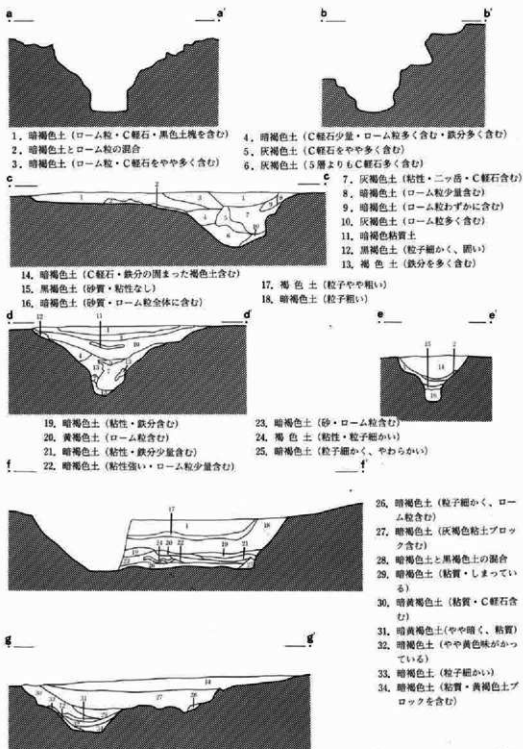 a a'
b b'
1. 暗褐色土（ローム粒・C軽石・黒色土塊を含む）
2. 暗褐色土とローム粒の混合
3. 暗褐色土（ローム粒・C軽石をやや多く含む）
4. 暗褐色土（C軽石少量・ローム粒多く含む・鉄分多く含む）
5. 灰褐色土（C軽石をやや多く含む）
6. 灰褐色土（5層よりもC軽石多く含む）
c c'
7. 灰褐色土（粘性・二ッ岳・C軽石含む）
8. 暗褐色土（ローム粒少量含む）
9. 暗褐色土（ローム粒わずかに含む）
10. 灰褐色土（ローム粒多く含む）
11. 暗褐色粘質土
12. 黒褐色土（粒子細かく、固い）
13. 褐色土（鉄分を多く含む）
14. 暗褐色土（C軽石・鉄分の固まった褐色土含む）
15. 黒褐色土（砂質・粘性なし）
16. 暗褐色土（砂質・ローム粒全体に含む）
17. 褐色土（粒子やや粗い）
18. 暗褐色土（粒子粗い）
d d'
e e'
19. 暗褐色土（粘性・鉄分含む）
20. 黄褐色土（ローム粒含む）
21. 暗褐色土（粘性・鉄分少量含む）
22. 暗褐色土（粘性強い・ローム粒少量含む）
23. 暗褐色土（砂・ローム粒含む）
24. 褐色土（粘性・粒子細かい）
25. 暗褐色土（粒子細かく、やわらかい）
f f'
26. 暗褐色土（粒子細かく、ロー
ム粒含む）
27. 暗褐色土（灰褐色粘土ブロッ
ク含む）
28. 暗褐色土と黒褐色土の混合
29. 暗褐色土（粘質・しまってい
る）
30. 暗黄褐色土（粘質・C軽石含
む）
31. 暗黄褐色土（やや暗く、粘質）
32. 暗褐色土（やや黄色味がかっ
ている）
33. 暗褐色土（粒子細かい）
34. 暗褐色土（粘質・黄褐色土ブ
ロックを含む）
g g'